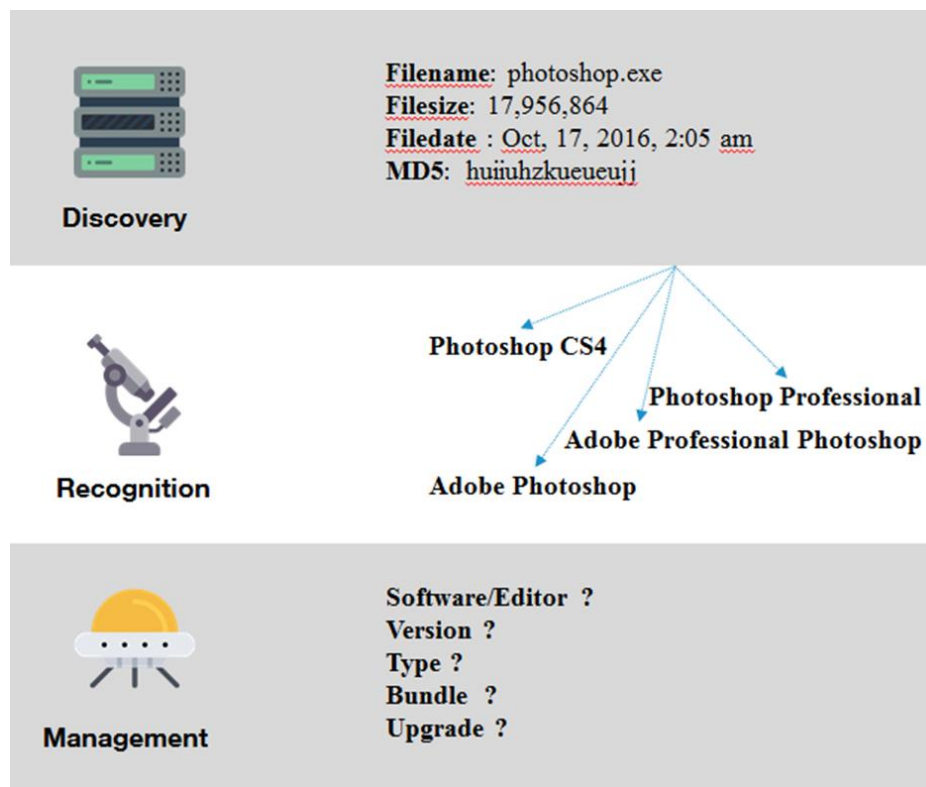 Filename: photoshop.exe
Filesize: 17,956,864
Filedate : Oct, 17, 2016, 2:05 am
MD5: huiiuhzkueueujj
Discovery
Photoshop CS4
Photoshop Professional
Adobe Professional Photoshop
Adobe Photoshop
Recognition
Software/Editor ?
Version ?
Type ?
Bundle ?
Upgrade ?
Management